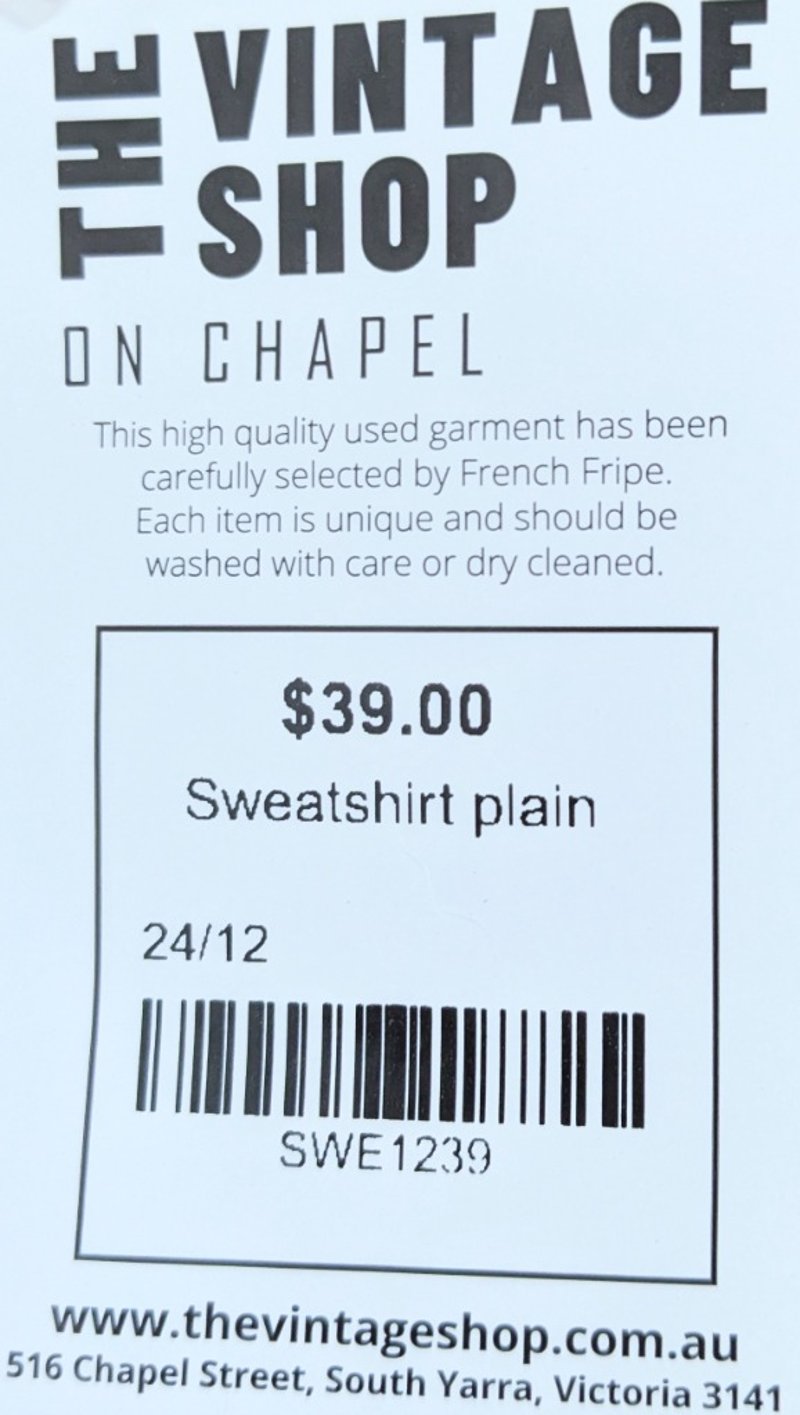 THE VINTAGE
SHOP
ON CHAPEL
This high quality used garment has been
carefully selected by French Fripe.
Each item is unique and should be
washed with care or dry cleaned.
$39.00
Sweatshirt plain
24/12
SWE1239
www.thevintageshop.com.au
516 Chapel Street, South Yarra, Victoria 3141